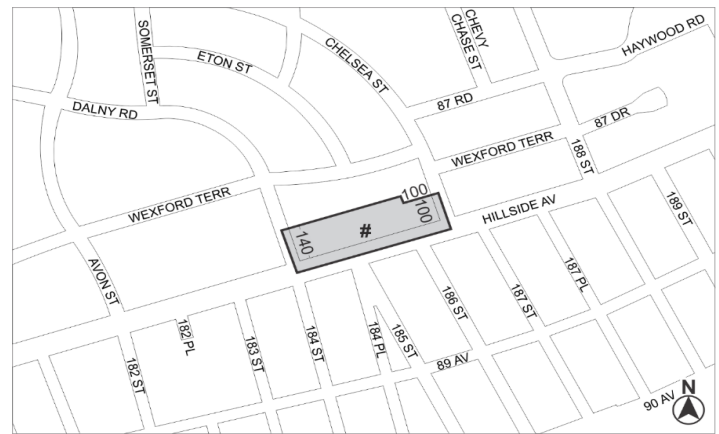 SOMERSET ST
ETON ST
CHELSEA ST
CHEVY
CHASE ST
HAYWOOD RD
DALNY RD
87 RD
87 DR
WEXFORD TERR
188 ST
WEXFORD TERR
100
100
HILLSIDE AV
189 ST
#
140
AVON ST
187 PL
186 ST
187 ST
182 PL
183 ST
184 ST
184 PL
185 ST
182 ST
89 AV
90 AV
N